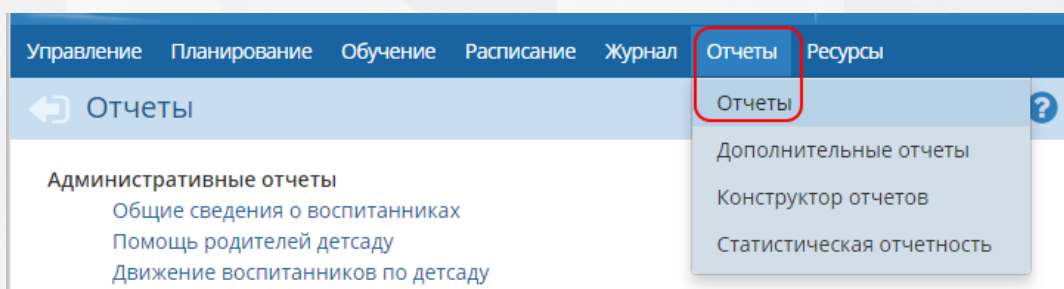 Управление Планирование Обучение Расписание Журнал Отчеты Ресурсы
Отчеты
Отчеты
?
Дополнительные отчеты
Конструктор отчетов
Статистическая отчетность
Административные отчеты
Общие сведения о воспитанниках
Помощь родителей детсаду
Движение воспитанников по детсаду